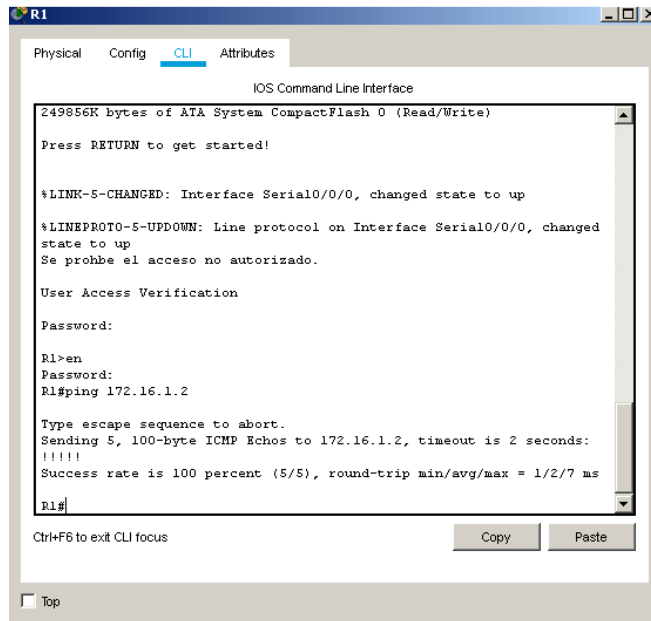 R1
Physical Config CLI Attributes
IOS Command Line Interface
249856K bytes of ATA System CompactFlash 0 (Read/Write)
Press RETURN to get started!
%LINK-5-CHANGED: Interface Serial0/0/0, changed state to up
%LINEPROTO-5-UPDOWN: Line protocol on Interface Serial0/0/0, changed
state to up
Se prohbe el acceso no autorizado.
User Access Verification
Password:
R1>en
Password:
R1#ping 172.16.1.2
Type escape sequence to abort.
Sending 5, 100-byte ICMP Echos to 172.16.1.2, timeout is 2 seconds:
!!!!!
Success rate is 100 percent (5/5), round-trip min/avg/max = 1/2/7 ms
R1#
Ctrl+F6 to exit CLI focus Copy Paste
Top